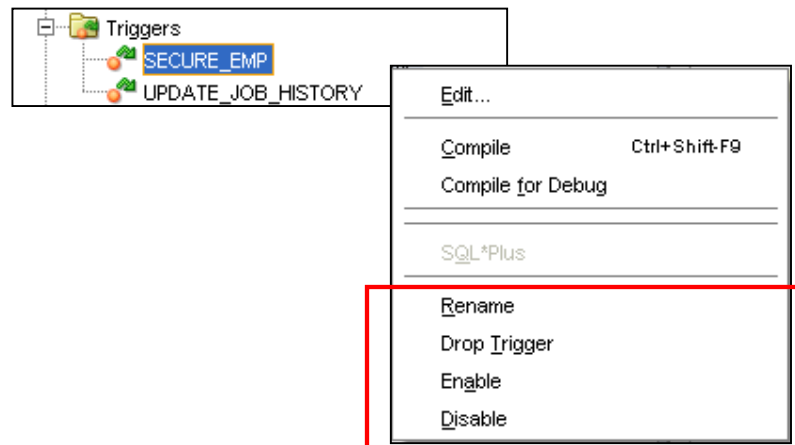 Triggers
SECURE_EMP
UPDATE_JOB_HISTORY
Edit...
Compile Ctrl+Shift-F9
Compile for Debug
SQL*Plus
Rename
Drop Trigger
Enable
Disable